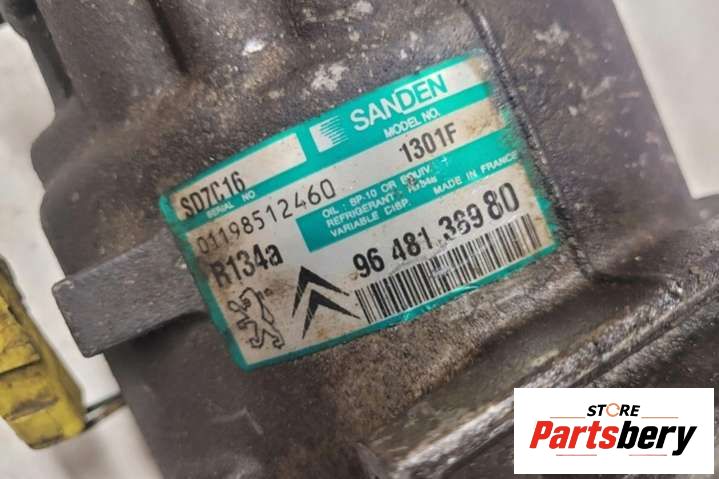 SANDEN
SD7C16
MODEL NO.
SERIAL NO
1301F
01198512460
OIL : SP-10 OR EQUIV.
REFRIGERANT :
VARIABLE DISP.
MADE IN FRANCE
R134a
96 481 389 80
STORE
Partsbery